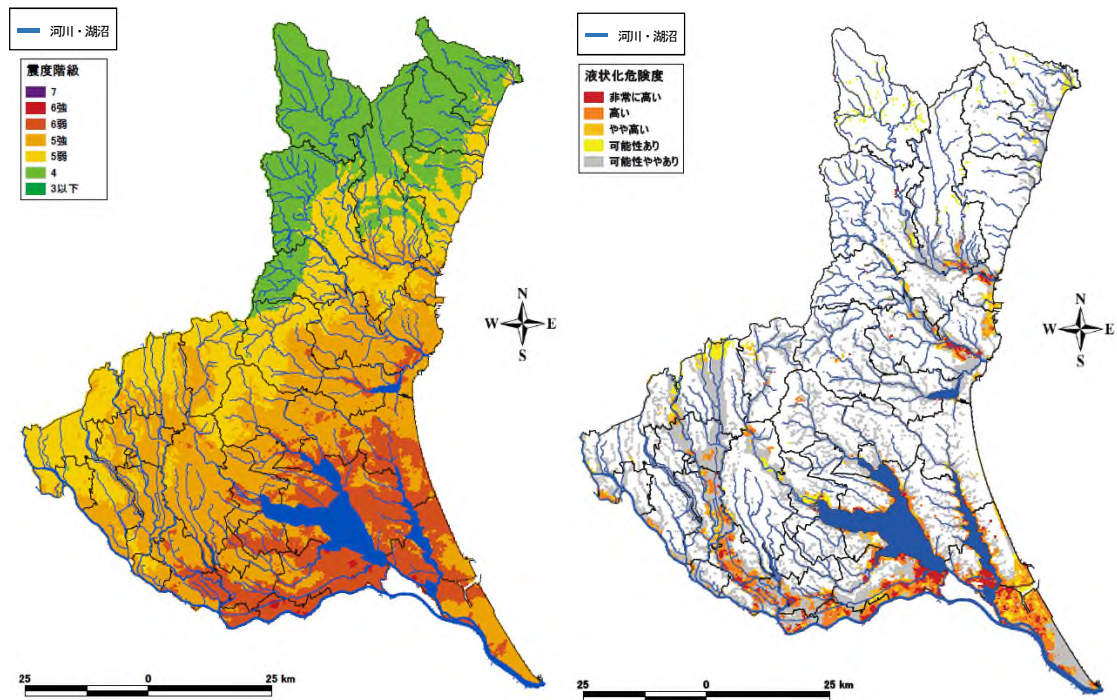 河川・湖沼
震度階級
7
6強
6弱
5強
5弱
4
3以下
N
W E
S
25 0 25 km
河川・湖沼
液状化危険度
非常に高い
高い
やや高い
可能性あり
可能性ややあり
N
W E
S
25 0 25 km